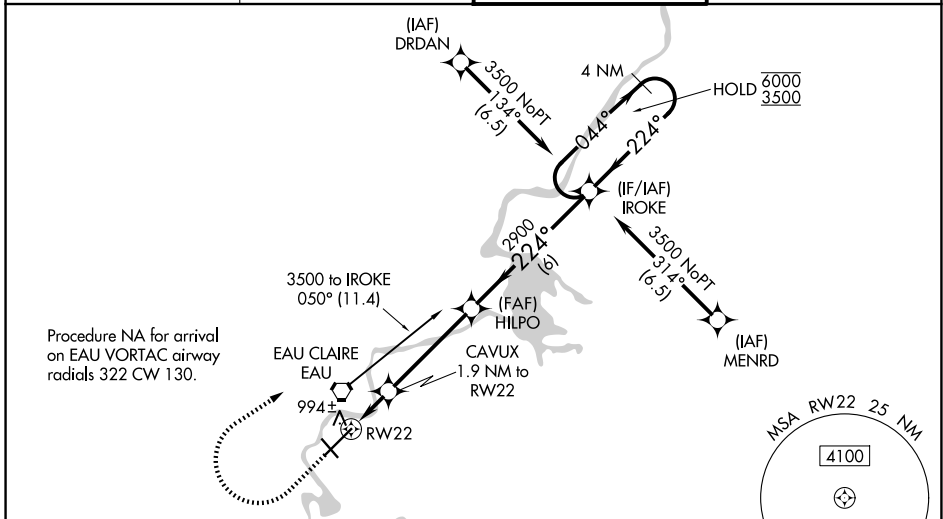 (IAF)
DRDAN
3500 NoPT
134°
(6.5)
4 NM
HOLD 6000
3500
044°
224°
(IF/IAF)
IROKE
2900
224°
(6)
3500 NoPT
314°
(6.5)
3500 to IROKE
050° (11.4)
(FAF)
HILPO
(IAF)
MENRD
Procedure NA for arrival
on EAU VORTAC airway
radials 322 CW 130.
EAU CLAIRE
EAU
CAVUX
1.9 NM to
RW22
994±
RW22
MSA RW22 25 NM
4100